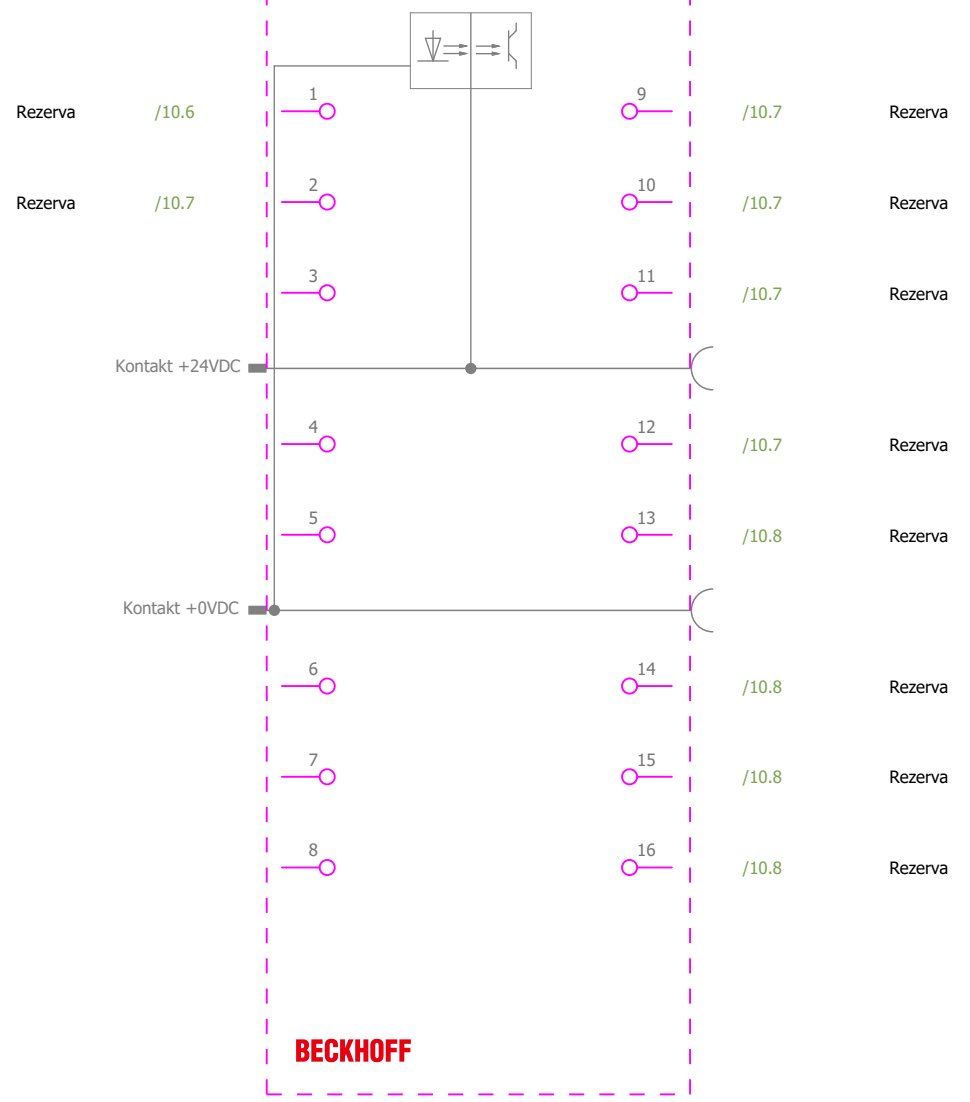 1 9
Rezerva /10.6 /10.7 Rezerva
2 10
Rezerva /10.7 /10.7 Rezerva
3 11
/10.7 Rezerva
Kontakt +24VDC
4 12
/10.7 Rezerva
5 13
/10.8 Rezerva
Kontakt +0VDC
6 14
/10.8 Rezerva
7 15
/10.8 Rezerva
8 16
/10.8 Rezerva
BECKHOFF